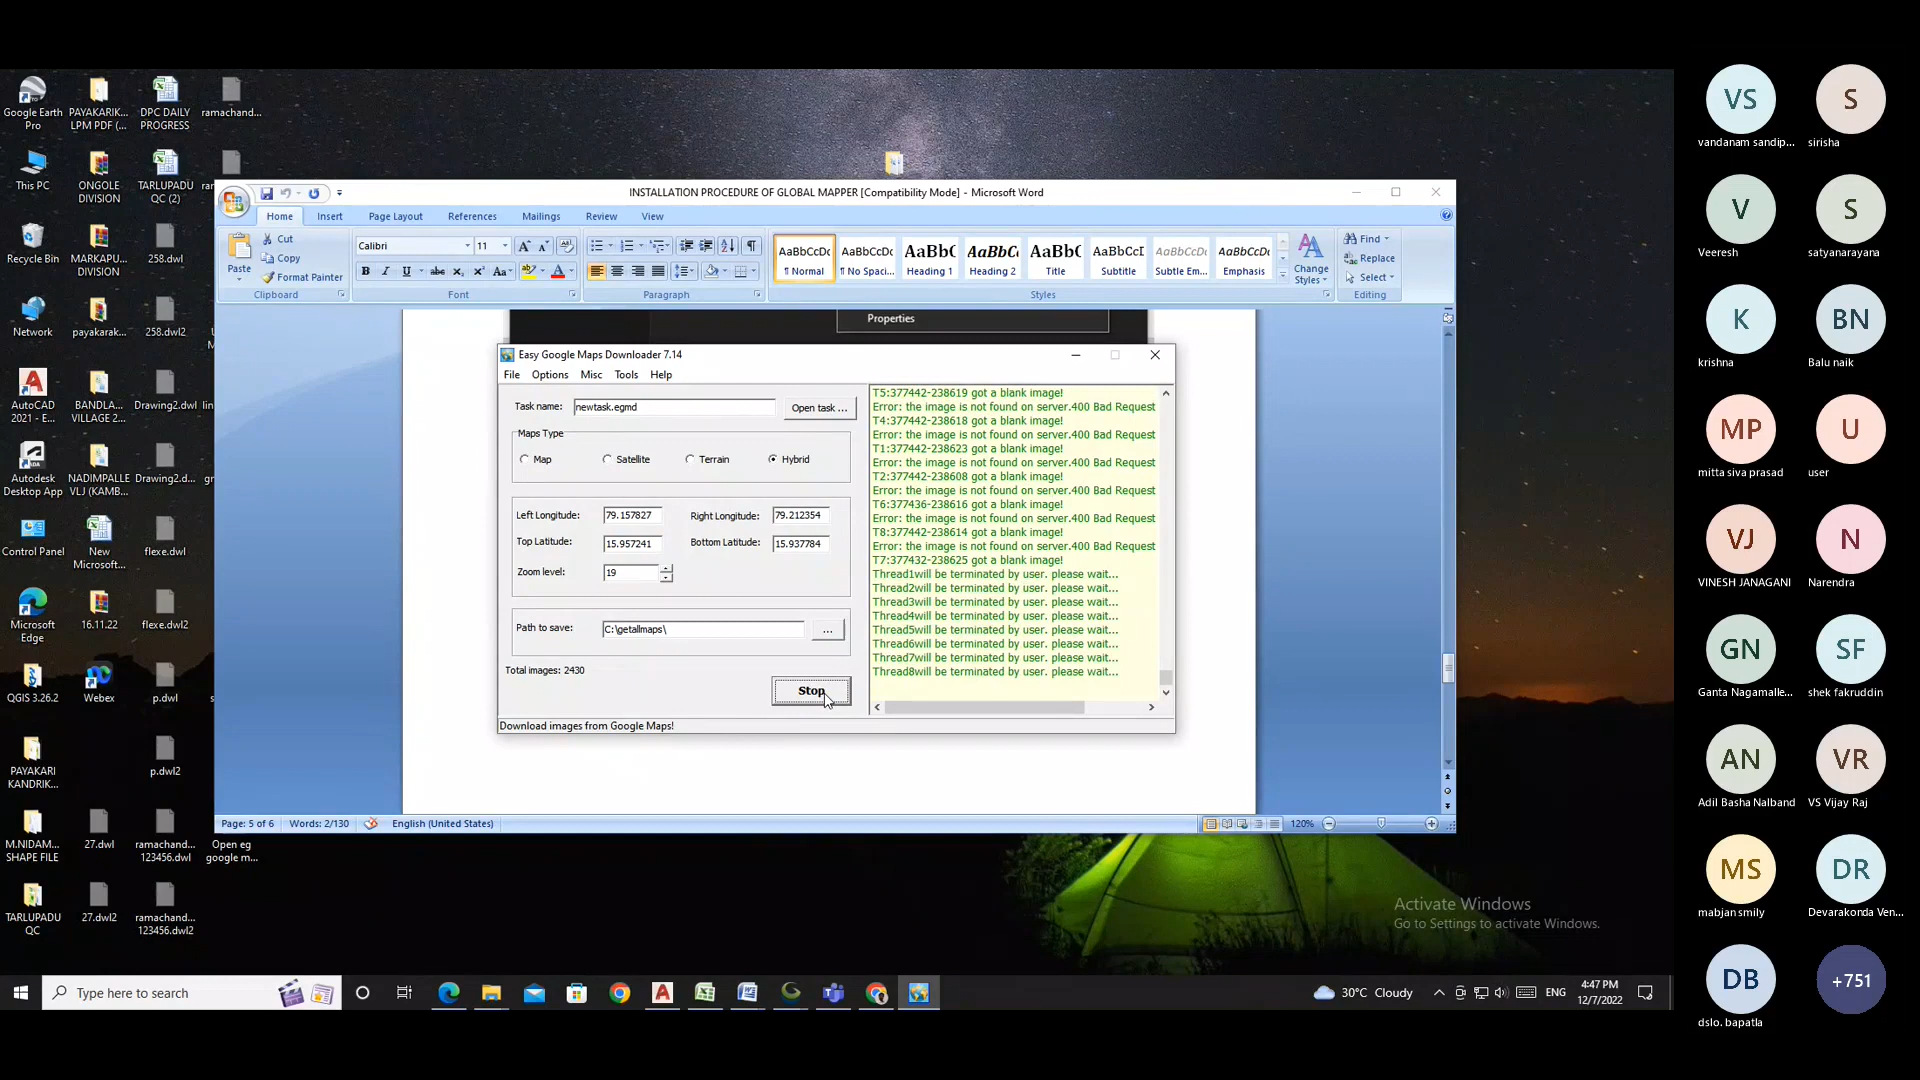 Google Earth Pro
PAYAKARIK... LPM PDF (...
DPC DAILY PROGRESS
ramachand...
This PC
ONGOLE DIVISION
TARLUPADU QC (2)
Recycle Bin
MARKAPU... DIVISION
258.dwl
Network
payakarak...
258.dwl2
AutoCAD 2021 - E...
BANDLA... VILLAGE 2...
Drawing2.dwl
Autodesk Desktop App
NADIMPALLE VLJ (KAMB...
Drawing2.d...
Control Panel
New Microsoft...
flexe.dwl
Microsoft Edge
16.11.22
flexe.dwl2
QGIS 3.26.2
Webex
p.dwl
PAYAKARI KANDRIK...
p.dwl2
M.NIDAM... SHAPE FILE
27.dwl
ramachand... 123456.dwl
Open eg google m...
TARLUPADU QC
27.dwl2
ramachand... 123456.dwl2
INSTALLATION PROCEDURE OF GLOBAL MAPPER [Compatibility Mode] - Microsoft Word
Home Insert Page Layout References Mailings Review View
Paste
Cut
Copy
Format Painter
Clipboard
Calibri 11
Font
Paragraph
AaBbCcDc ¶ Normal
AaBbCcDc ¶ No Spaci...
AaBbC Heading 1
AaBbCc Heading 2
AaBbC Title
AaBbCcI Subtitle
AaBbCcDc Subtle Em...
AaBbCcDc Emphasis
Change Styles
Styles
Find
Replace
Select
Editing
Properties
Easy Google Maps Downloader 7.14
File Options Misc Tools Help
Task name: newtask.egmd Open task ...
Maps Type
Map Satellite Terrain Hybrid
Left Longitude: 79.157827 Right Longitude: 79.212354
Top Latitude: 15.957241 Bottom Latitude: 15.937784
Zoom level: 19
Path to save: C:\getallmaps\ ...
Total images: 2430
Stop
Download images from Google Maps!
T5:377442-238619 got a blank image!
Error: the image is not found on server.400 Bad Request
T4:377442-238618 got a blank image!
Error: the image is not found on server.400 Bad Request
T1:377442-238623 got a blank image!
Error: the image is not found on server.400 Bad Request
T2:377442-238608 got a blank image!
Error: the image is not found on server.400 Bad Request
T6:377436-238616 got a blank image!
Error: the image is not found on server.400 Bad Request
T8:377442-238614 got a blank image!
Error: the image is not found on server.400 Bad Request
T7:377432-238625 got a blank image!
Thread1will be terminated by user. please wait...
Thread2will be terminated by user. please wait...
Thread3will be terminated by user. please wait...
Thread4will be terminated by user. please wait...
Thread5will be terminated by user. please wait...
Thread6will be terminated by user. please wait...
Thread7will be terminated by user. please wait...
Thread8will be terminated by user. please wait...
Page: 5 of 6 Words: 2/130 English (United States) 120%
Activate Windows
Go to Settings to activate Windows.
Type here to search
30°C Cloudy
ENG
4:47 PM
12/7/2022
VS S
vandanam sandip... sirisha
V S
Veeresh satyanarayana
K BN
krishna Balu naik
MP U
mitta siva prasad user
VJ N
VINESH JANAGANI Narendra
GN SF
Ganta Nagamalle... shek fakruddin
AN VR
Adil Basha Nalband VS Vijay Raj
MS DR
mabjan smily Devarakonda Ven...
DB +751
dslo. bapatla